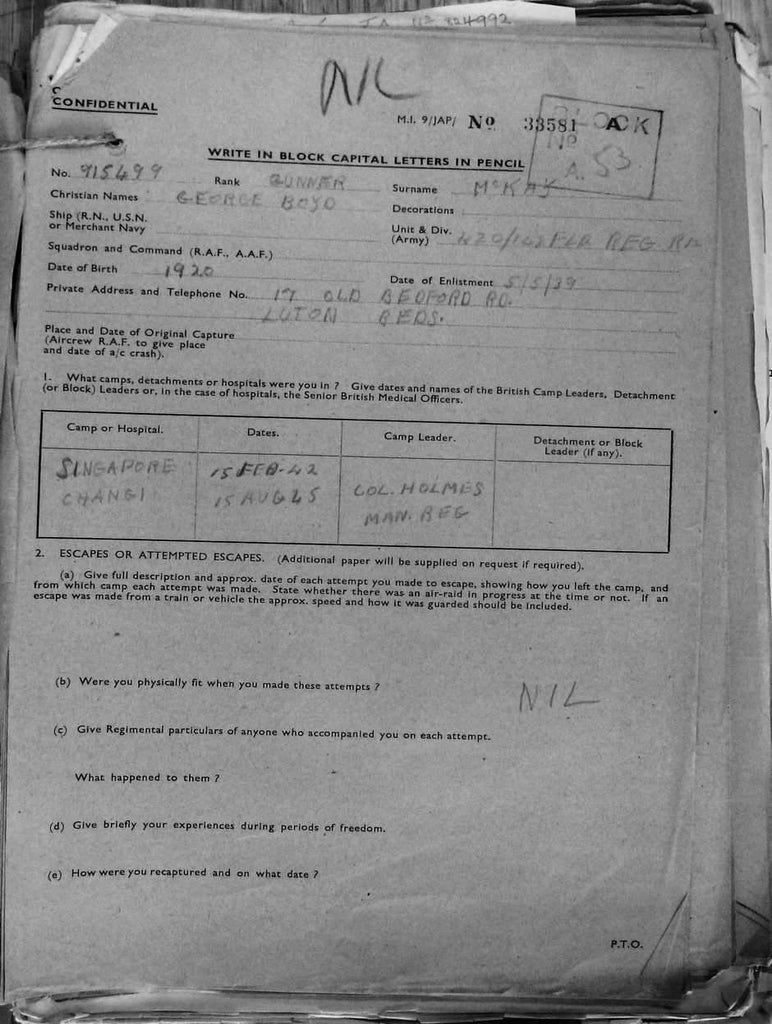 824992
NIL
CONFIDENTIAL
M.I. 9/JAP/ No 33581 A
BLOCK
No
A. 53
WRITE IN BLOCK CAPITAL LETTERS IN PENCIL
No. 915499 Rank GUNNER Surname McKAY
Christian Names GEORGE BOYD Decorations
Ship (R.N., U.S.N.
or Merchant Navy
Unit & Div.
(Army) REG RA
Squadron and Command (R.A.F., A.A.F.)
Date of Birth 1920 Date of Enlistment 5/5/39
Private Address and Telephone No. 17 OLD BEDFORD RD.
LUTON BEDS.
Place and Date of Original Capture
(Aircrew R.A.F. to give place
and date of a/c crash).
1. What camps, detachments or hospitals were you in ? Give dates and names of the British Camp Leaders, Detachment
(or Block) Leaders or, in the case of hospitals, the Senior British Medical Officers.
Camp or Hospital. Dates. Camp Leader. Detachment or Block
Leader (if any).
SINGAPORE 15 FEB-42
CHANGI 15 AUG 45 COL. HOLMES
MAN. REG
2. ESCAPES OR ATTEMPTED ESCAPES. (Additional paper will be supplied on request if required).
(a) Give full description and approx. date of each attempt you made to escape, showing how you left the camp, and
from which camp each attempt was made. State whether there was an air-raid in progress at the time or not. If an
escape was made from a train or vehicle the approx. speed and how it was guarded should be included.
(b) Were you physically fit when you made these attempts ?
NIL
(c) Give Regimental particulars of anyone who accompanied you on each attempt.
What happened to them ?
(d) Give briefly your experiences during periods of freedom.
(e) How were you recaptured and on what date ?
P.T.O.